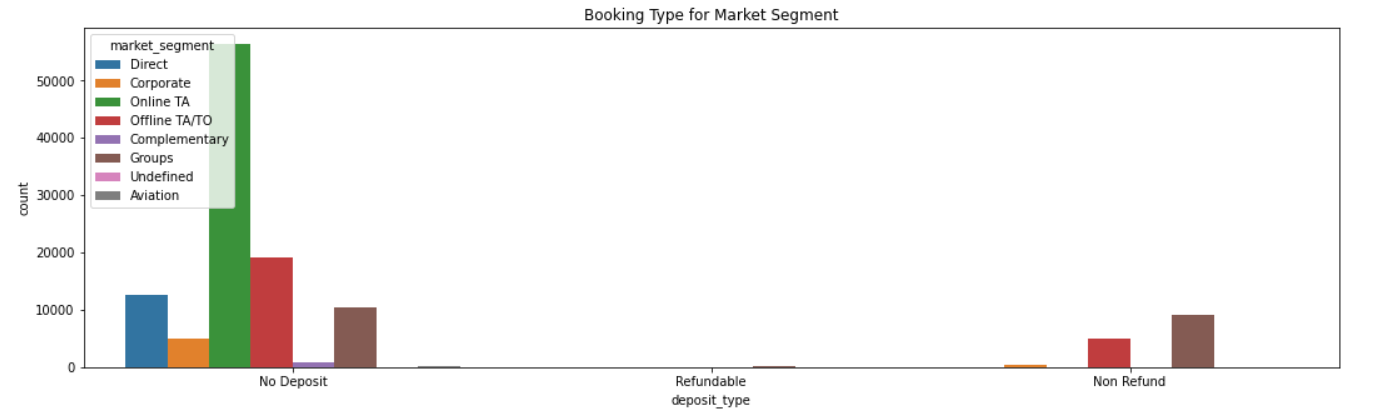 Booking Type for Market Segment
market_segment
Direct
Corporate
Online TA
Offline TA/TO
Complementary
Groups
Undefined
Aviation
count
50000
40000
30000
20000
10000
0
No Deposit
Refundable
Non Refund
deposit_type